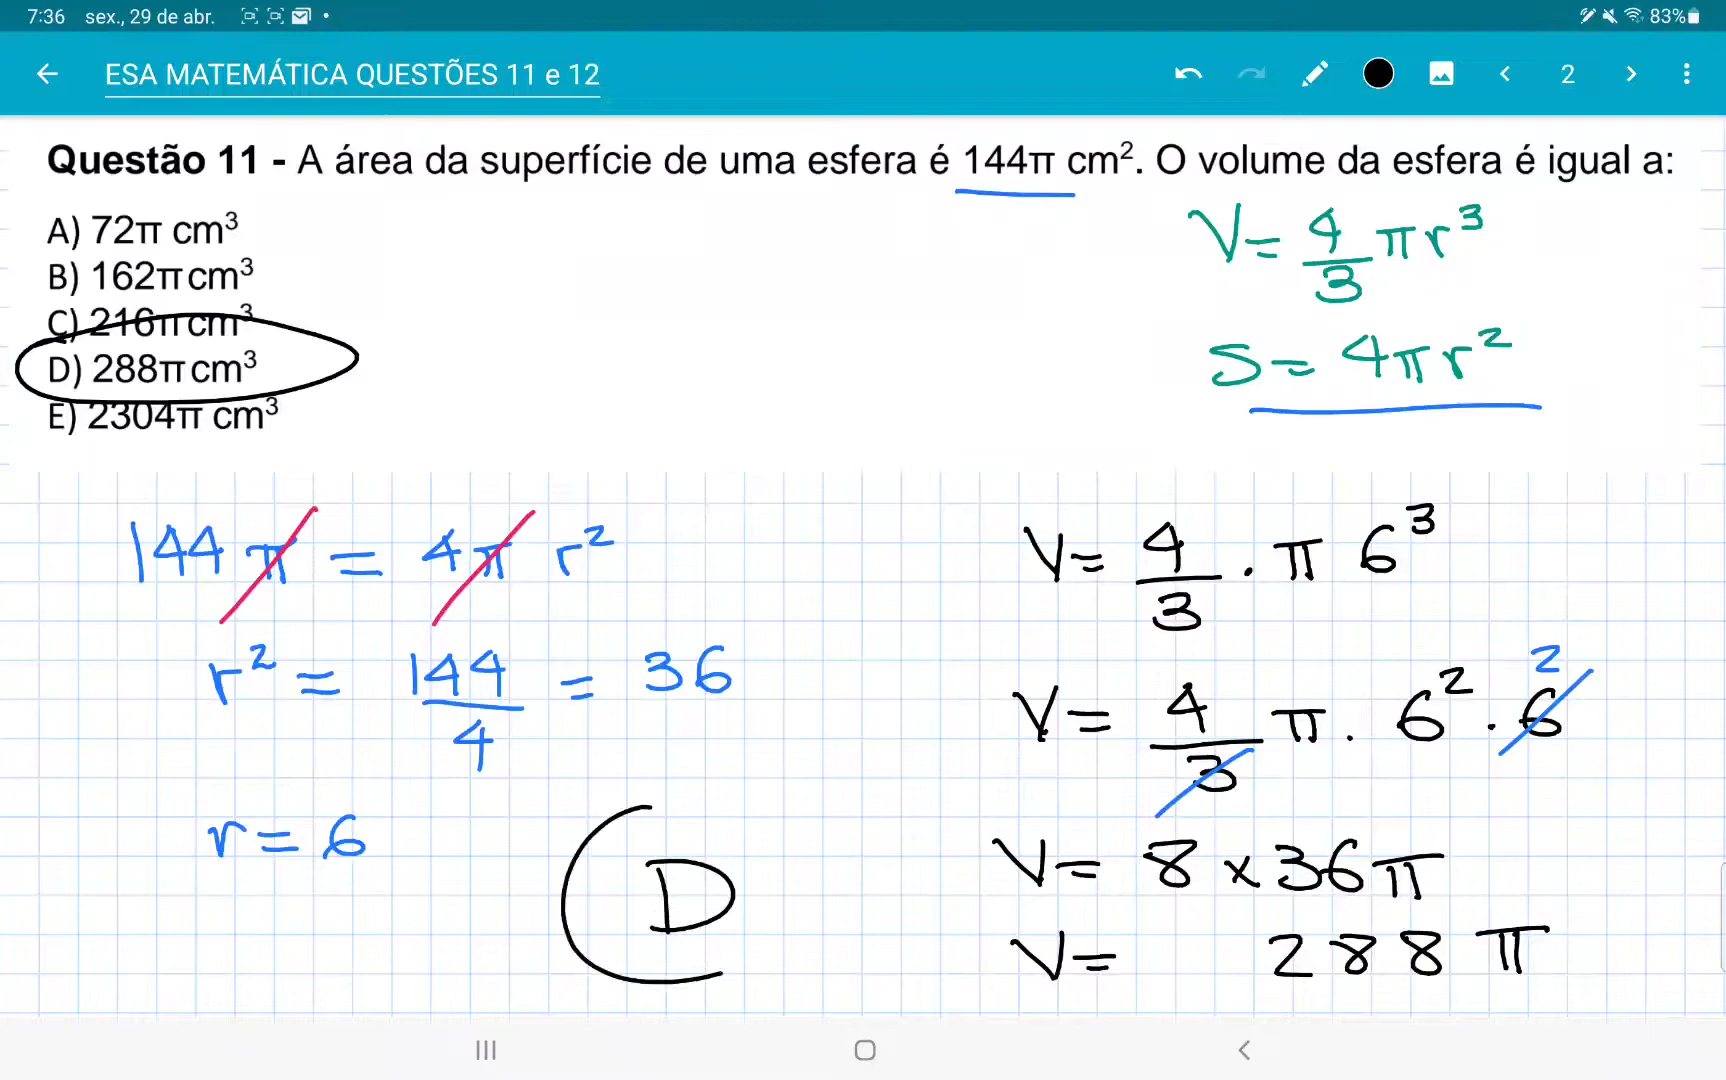 7:36 sex., 29 de abr. 83%
ESA MATEMÁTICA QUESTÕES 11 e 12 2
Questão 11 - A área da superfície de uma esfera é 144π cm². O volume da esfera é igual a:
A) 72π cm³
B) 162π cm³
C) 216π cm³
D) 288π cm³
E) 2304π cm³
V= 4/3 πr³
S= 4πr²
144π = 4π r²
r² = 144/4 = 36
r= 6
D
V= 4/3 . π 6³
V= 4/3 π. 6² . 6 2
V= 8 x 36π
V= 288π